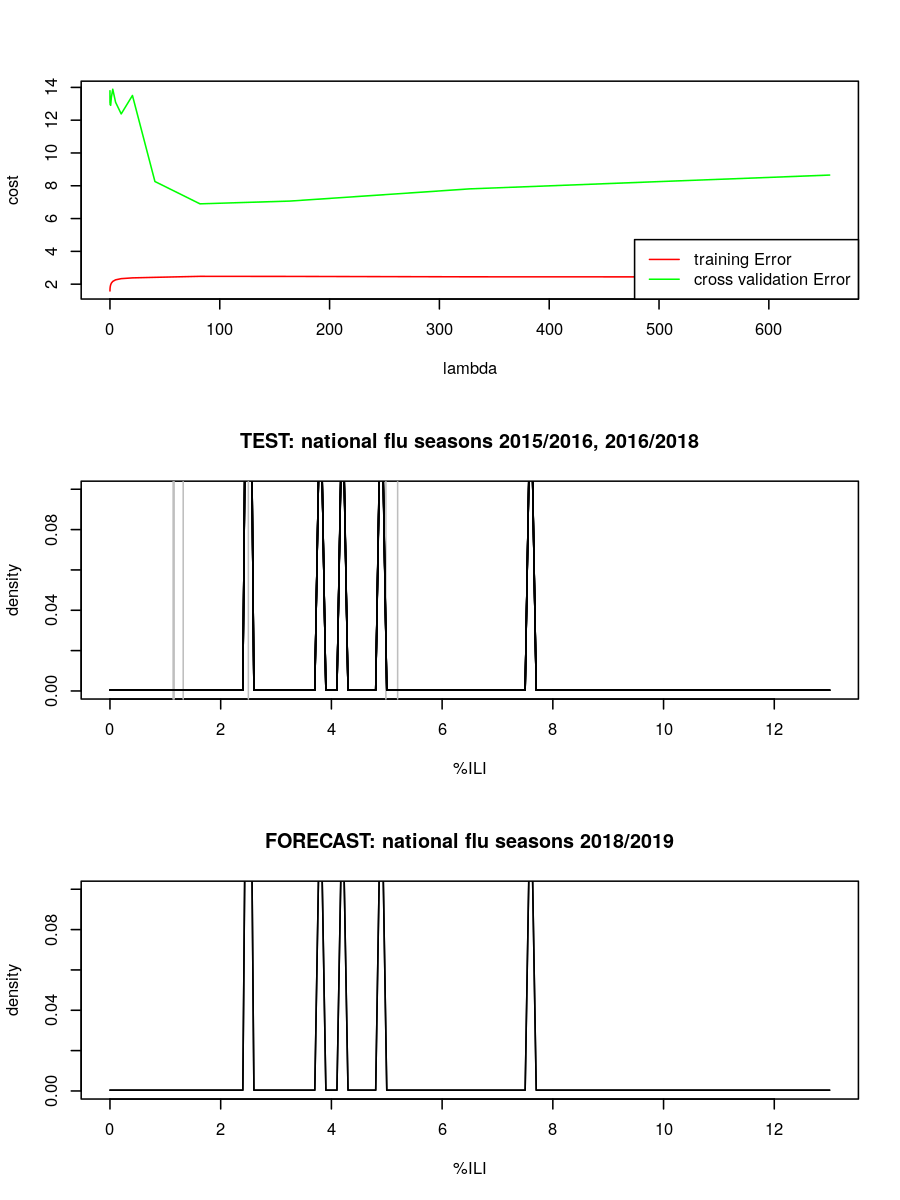 14
12
10
8
6
4
2
cost
training Error
cross validation Error
0 100 200 300 400 500 600
lambda
TEST: national flu seasons 2015/2016, 2016/2018
0.08
0.04
0.00
density
0 2 4 6 8 10 12
%ILI
FORECAST: national flu seasons 2018/2019
0.08
0.04
0.00
density
0 2 4 6 8 10 12
%ILI